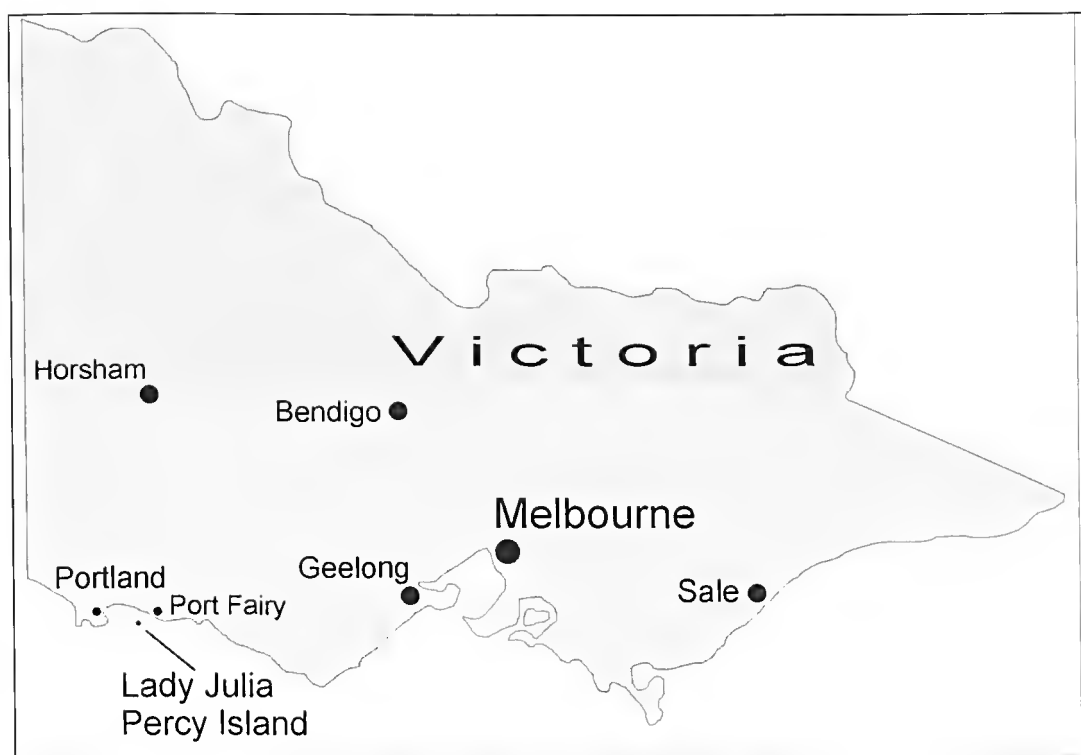 Victoria
Horsham
Bendigo
Melbourne
Geelong
Portland
Port Fairy
Sale
Lady Julia
Percy Island